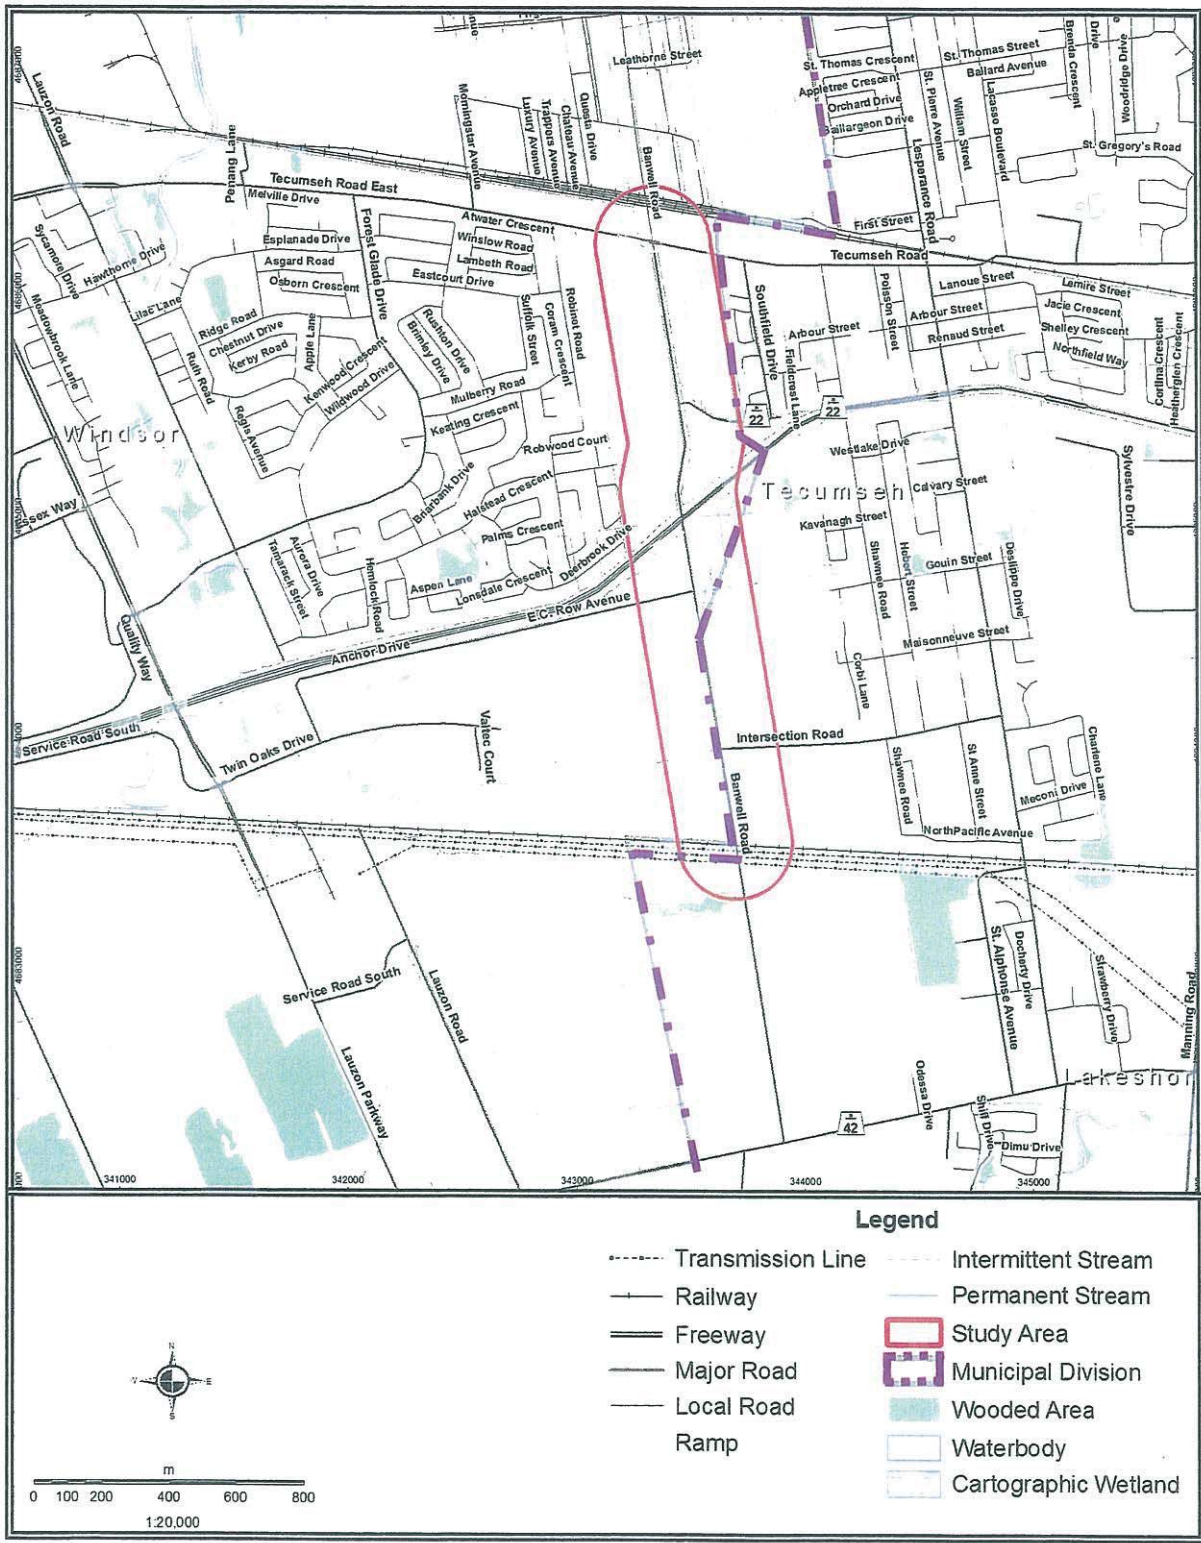 Leathorne Street
St. Thomas Crescent
St. Thomas Street
Ballard Avenue
Brenda Crescent
Drive
Woodridge Drive
Appletree Crescent
Orchard Drive
Baillargeon Drive
St. Pierre Avenue
William Street
Lacasso Boulevard
St. Gregory's Road
Lauzon Road
Penang Lane
Morningstar Avenue
Luxury Avenue
Trappers Avenue
Chateau Avenue
Questa Drive
Banwell Road
Lesperance Road
First Street
Tecumseh Road East
Melville Drive
Atwater Crescent
Tecumseh Road
Sycamore Drive
Hawthorne Drive
Esplanade Drive
Forest Glade Drive
Winslow Road
Asgard Road
Lambeth Road
Osborn Crescent
Eastcourt Drive
Lanoue Street
Lemire Street
Meadowbrook Lane
Lilac Lane
Ridge Road
Chestnut Drive
Kerby Road
Apple Lane
Rushton Drive
Brimley Drive
Suffolk Street
Coram Crescent
Robinet Road
Southfield Drive
Arbour Street
Fieldcrest Lane
Poisson Street
Arbour Street
Renaud Street
Jacie Crescent
Shelley Crescent
Northfield Way
Cortina Crescent
Heatherglen Crescent
Ruth Road
Kenwood Crescent
Wildwood Drive
Mulberry Road
Regis Avenue
Keating Crescent
22
22
Windsor
Robwood Court
Westlake Drive
Tecumseh
Calvary Street
Sylvestre Drive
Essex Way
Briarbank Drive
Halstead Crescent
Palms Crescent
Kavanagh Street
Aurora Drive
Tamarack Street
Hemlock Road
Aspen Lane
Lonsdale Crescent
Deerbrook Drive
Shawnee Road
Hebert Street
Gouin Street
Deslippe Drive
E.C. Row Avenue
Quality Way
Anchor Drive
Maisonneuve Street
Corbi Lane
Service Road South
Twin Oaks Drive
Valtec Court
Intersection Road
Banwell Road
Shawnee Road
St Anne Street
Meconi Drive
Charlene Lane
North Pacific Avenue
Service Road South
Lauzon Road
Lauzon Parkway
St. Alphonse Avenue
Docherty Drive
Strawberry Drive
Manning Road
Lakeshor
Odessa Drive
Shiff Drive
Dimu Drive
42
4683000
341000
342000
343000
344000
345000
Legend
Transmission Line
Railway
Freeway
Major Road
Local Road
Ramp
Intermittent Stream
Permanent Stream
Study Area
Municipal Division
Wooded Area
Waterbody
Cartographic Wetland
N
E
S
m
0 100 200 400 600 800
1:20,000